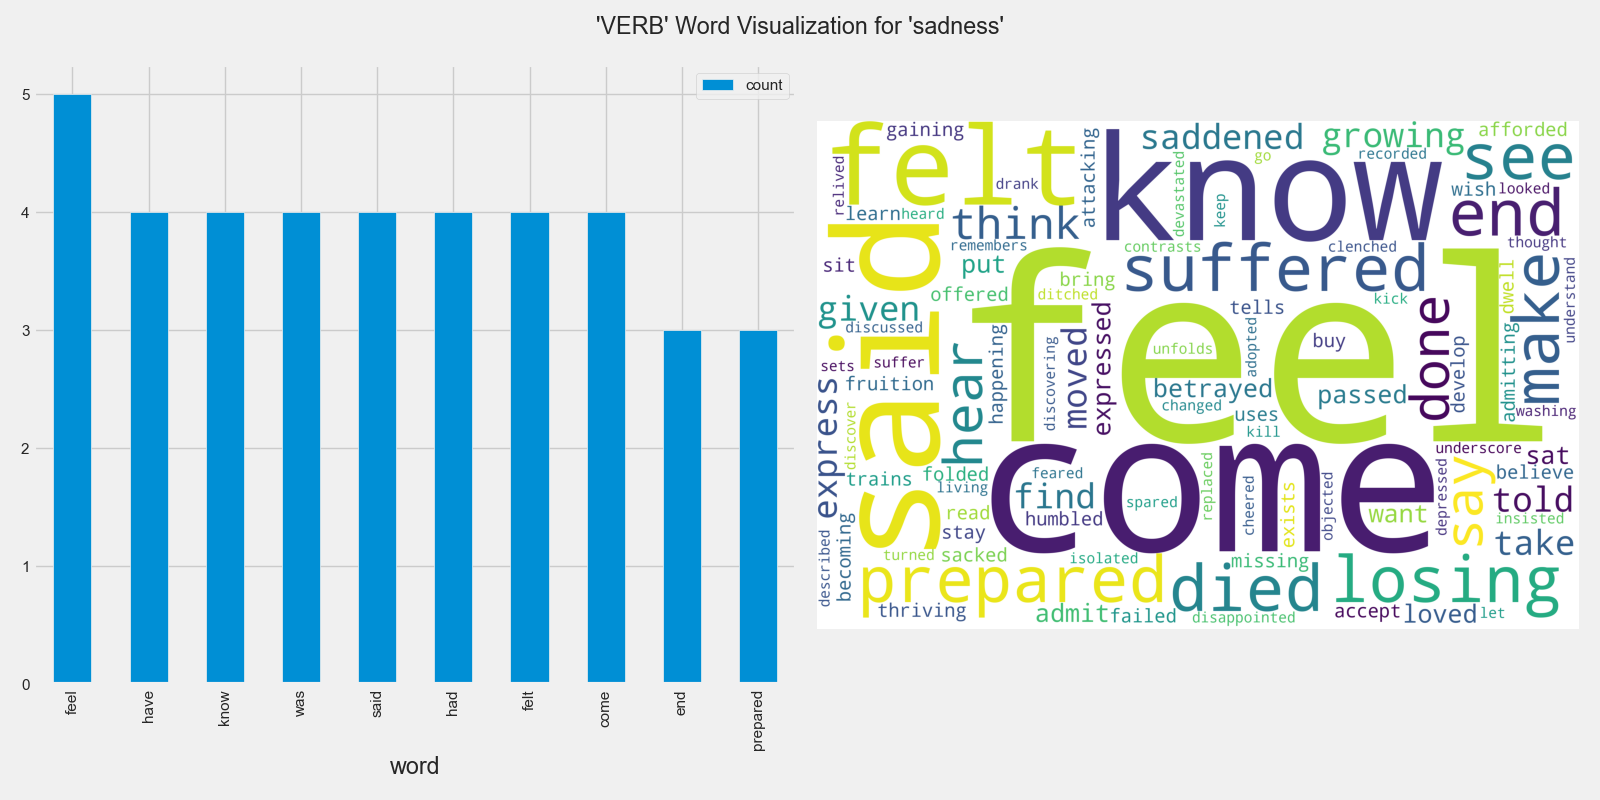 'VERB' Word Visualization for 'sadness'
count
5
4
3
2
1
0
feel
have
know
was
said
had
felt
come
end
prepared
word
felt
gaining
know
saddened
growing
afforded
see
go
recorded
relived
drank
attacking
devastated
keep
wish
looked
learn
heard
think
end
said
remembers
contrasts
clenched
thought
sit
put
feel
suffered
make
understand
bring
given
offered
ditched
tells
kick
dwell
discussed
happening
moved
expressed
unfolds
adopted
buy
done
develop
admitting
sets
suffer
hear
fruition
discovering
betrayed
passed
washing
express
changed
uses
discover
kill
come
underscore
sat
trains
folded
feared
replaced
depressed
say
believe
living
find
spared
cheered
exists
objected
told
read
humbled
want
insisted
described
becoming
stay
take
turned
sacked
isolated
missing
prepared
died
losing
thriving
admit
failed
disappointed
accept
loved
let